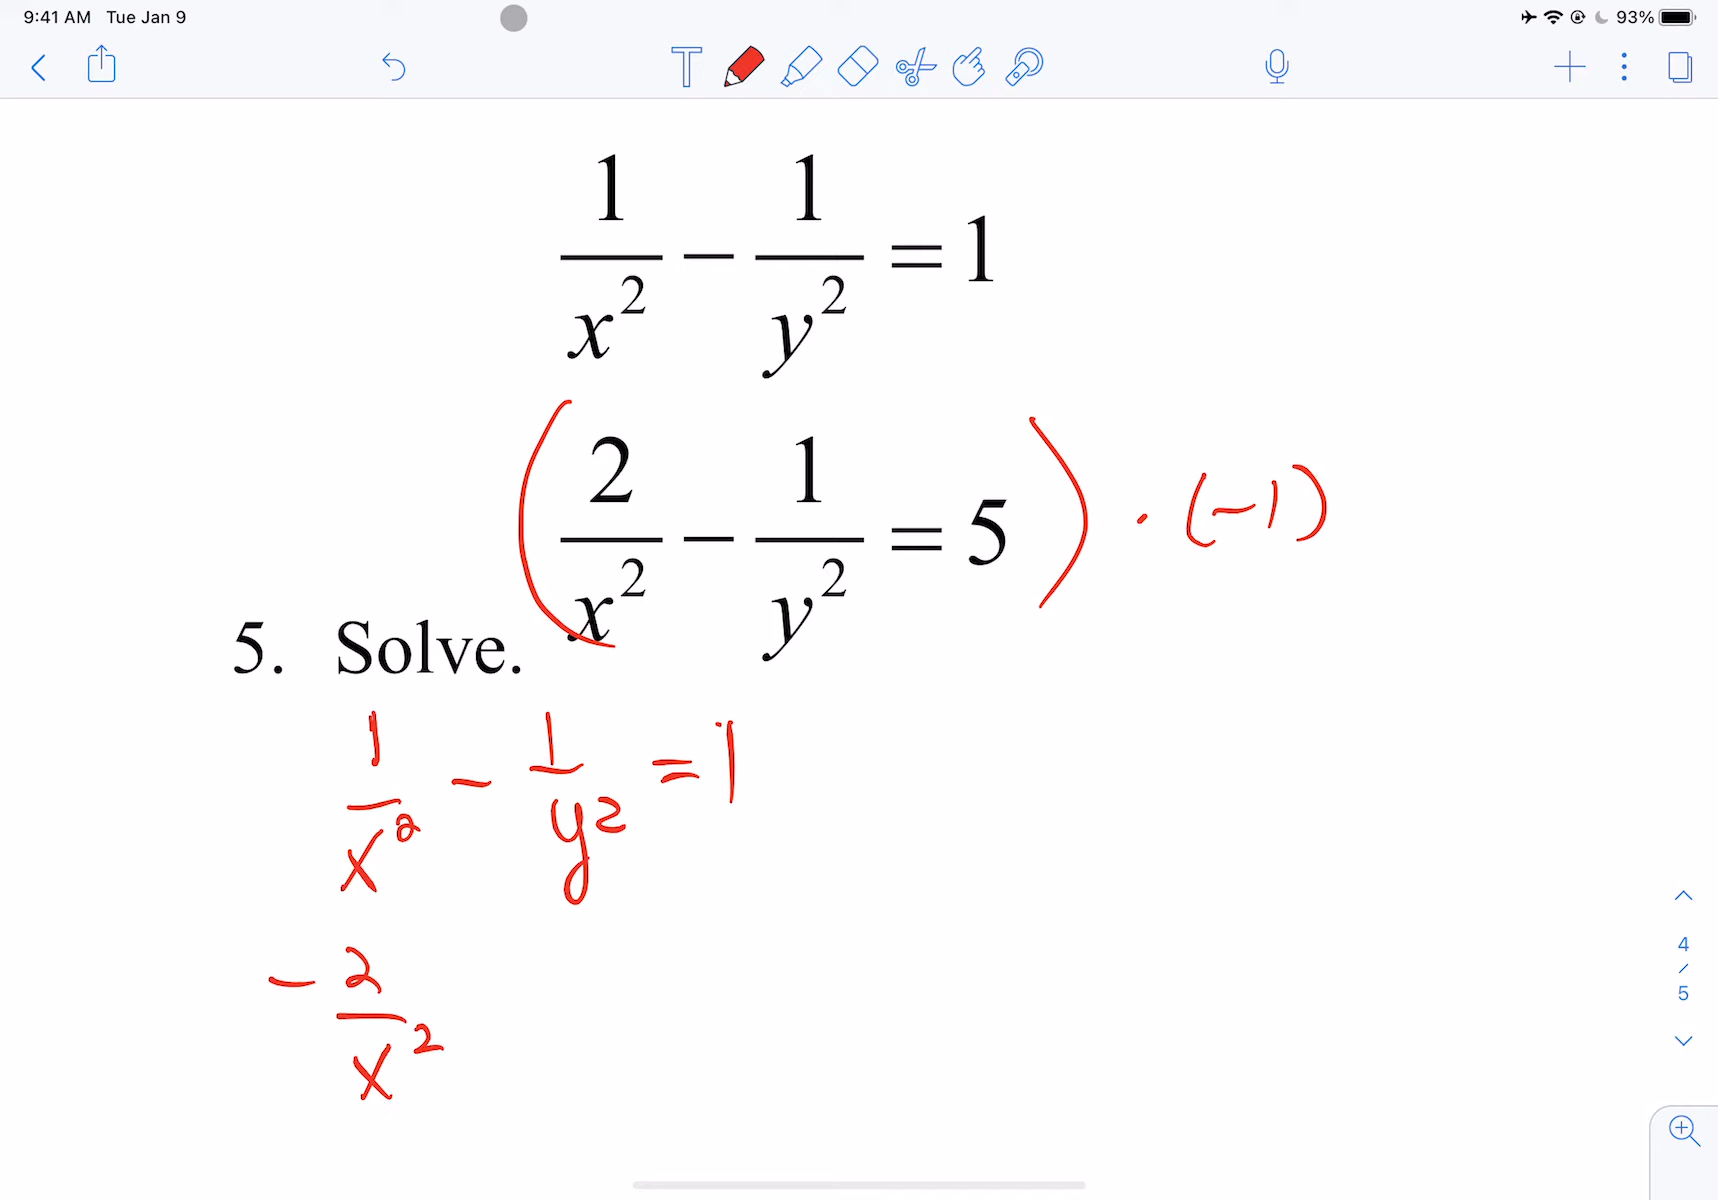 9:41 AM Tue Jan 9 93%
T
1/x² − 1/y² = 1
(2/x² − 1/y² = 5) · (−1)
5. Solve.
1/x² − 1/y² = 1
4
/
5
− 2/x²